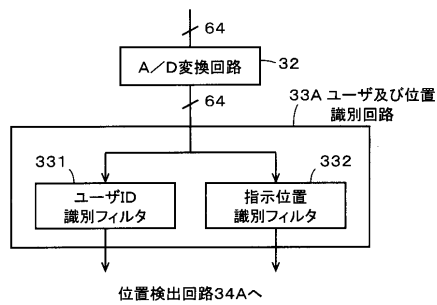 64
A/D変換回路
32
64
33A ユーザ及び位置
識別回路
331
332
ユーザID
識別フィルタ
指示位置
識別フィルタ
位置検出回路34Aへ